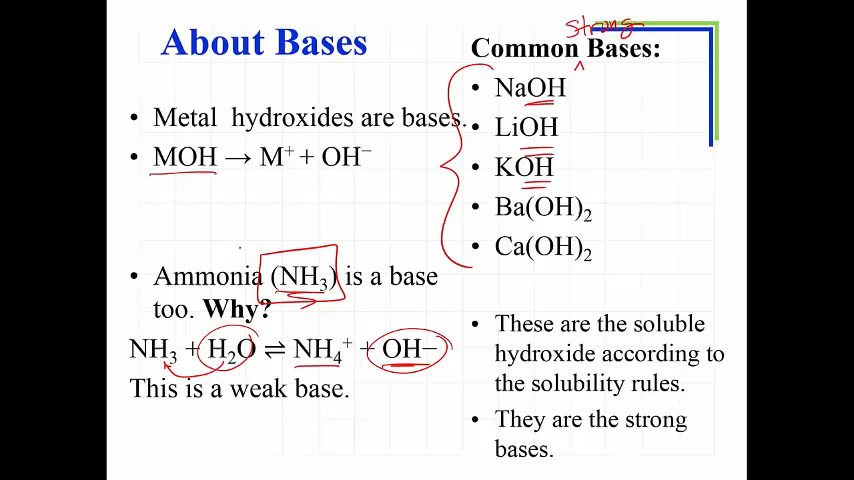 About Bases
• Metal hydroxides are bases.
• MOH → M⁺ + OH⁻
• Ammonia (NH₃) is a base
too. Why?
NH₃ + H₂O ⇌ NH₄⁺ + OH−
This is a weak base.
strong
Common ^ Bases:
• NaOH
• LiOH
• KOH
• Ba(OH)₂
• Ca(OH)₂
• These are the soluble
hydroxide according to
the solubility rules.
• They are the strong
bases.